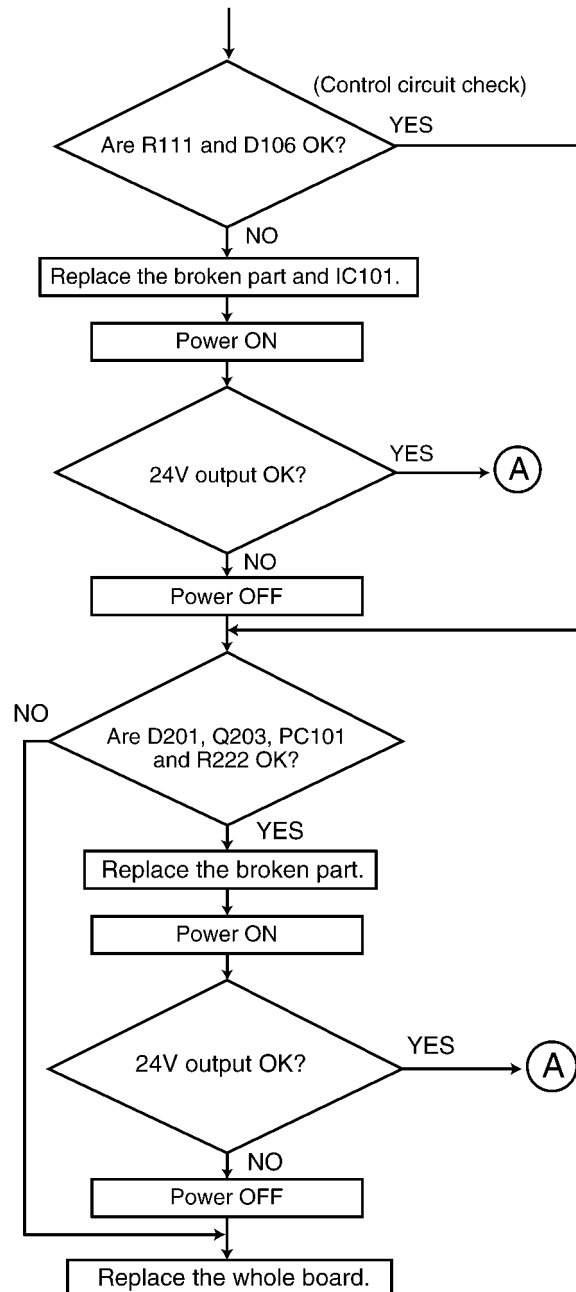 (Control circuit check)
YES
Are R111 and D106 OK?
NO
Replace the broken part and IC101.
Power ON
YES
24V output OK?
A
NO
Power OFF
NO
Are D201, Q203, PC101
and R222 OK?
YES
Replace the broken part.
Power ON
YES
24V output OK?
A
NO
Power OFF
Replace the whole board.